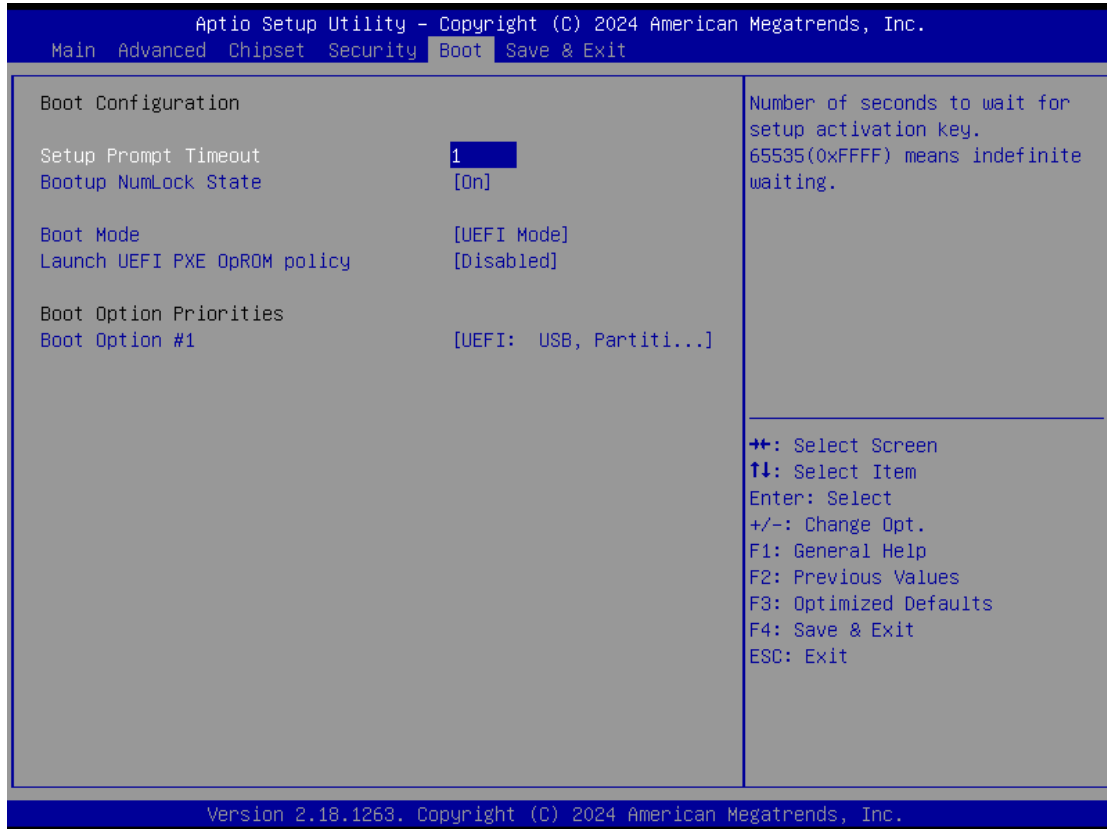 Aptio Setup Utility – Copyright (C) 2024 American Megatrends, Inc.
Main Advanced Chipset Security Boot Save & Exit
Boot Configuration
Setup Prompt Timeout 1
Bootup NumLock State [On]
Boot Mode [UEFI Mode]
Launch UEFI PXE OpROM policy [Disabled]
Boot Option Priorities
Boot Option #1 [UEFI:  USB, Partiti...]
Number of seconds to wait for
setup activation key.
65535(0xFFFF) means indefinite
waiting.
→←: Select Screen
↑↓: Select Item
Enter: Select
+/-: Change Opt.
F1: General Help
F2: Previous Values
F3: Optimized Defaults
F4: Save & Exit
ESC: Exit
Version 2.18.1263. Copyright (C) 2024 American Megatrends, Inc.